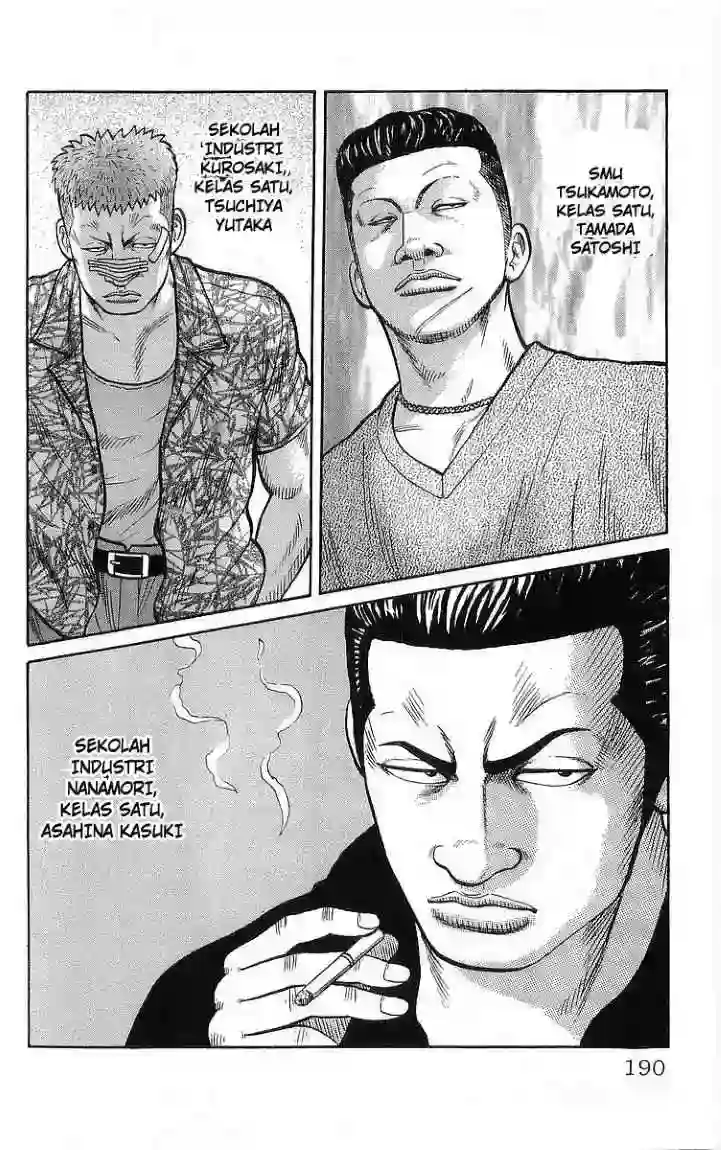 SMU
TSUKAMOTO,
KELAS SATU,
TAMADA
SATOSHI
SEKOLAH
'INDUSTRI
KUROSAKI,,
KELAS SATU,
TSUCHIYA
YUTAKA
SEKOLAH
INDUSTRI
NANAMORI,
KELAS SATU,
ASAHINA KASUKI
190